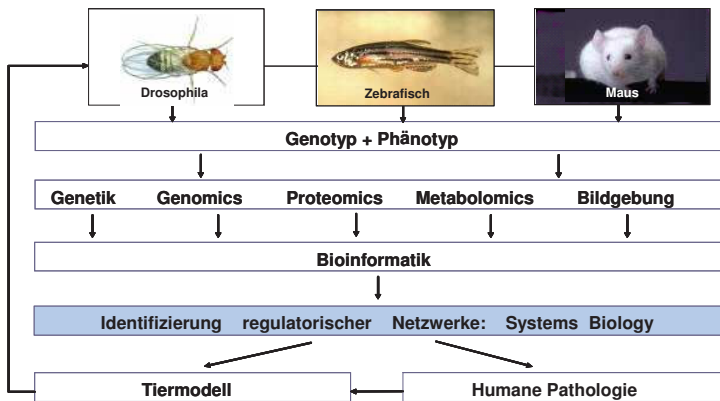 Drosophila
Zebrafisch
Maus
Genotyp + Phänotyp
Genetik Genomics Proteomics Metabolomics Bildgebung
Bioinformatik
Identifizierung regulatorischer Netzwerke: Systems Biology
Tiermodell
Humane Pathologie